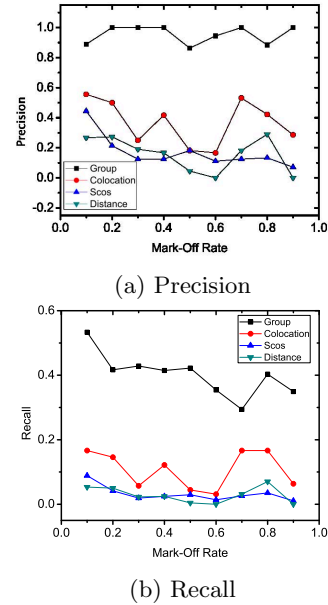 1.0
0.8
0.6
0.4
0.2
0.0
-0.2
Precision
Group
Colocation
Scos
Distance
0.0 0.2 0.4 0.6 0.8 1.0
Mark-Off Rate
(a) Precision
0.6
0.4
0.2
0.0
Recall
Group
Colocation
Scos
Distance
0.0 0.2 0.4 0.6 0.8 1.0
Mark-Off Rate
(b) Recall